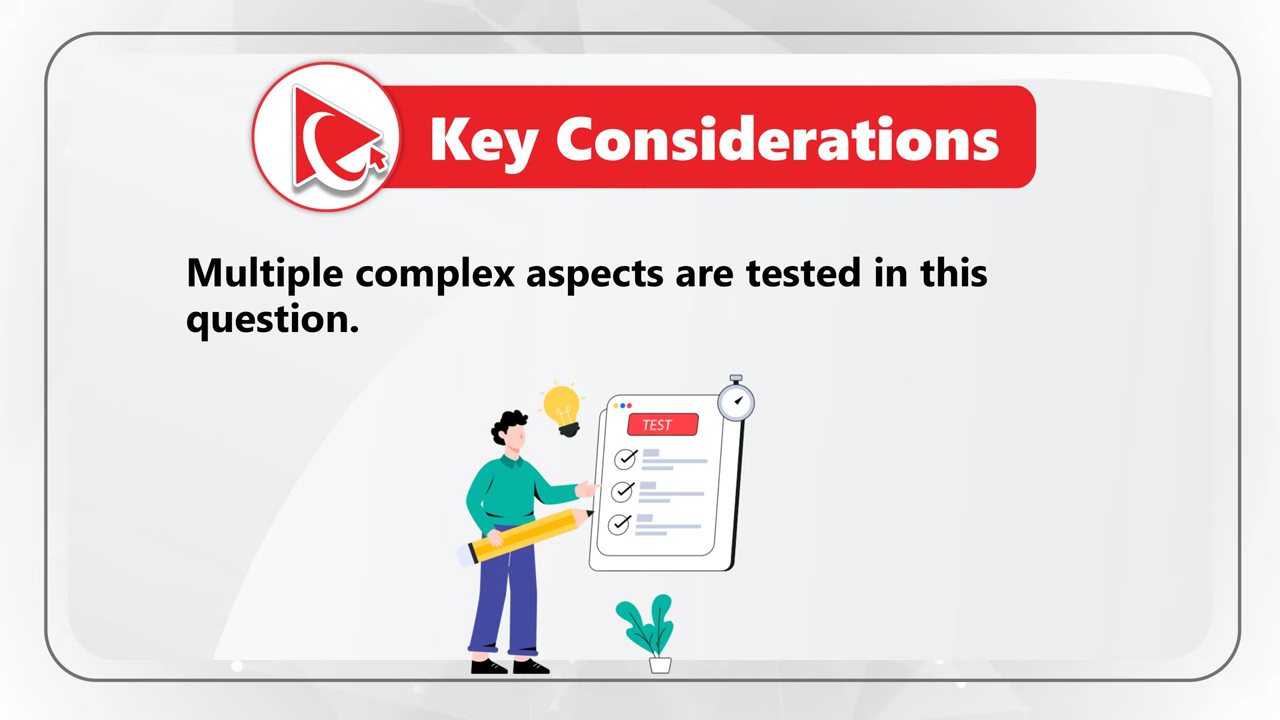 Key Considerations
Multiple complex aspects are tested in this
question.
TEST